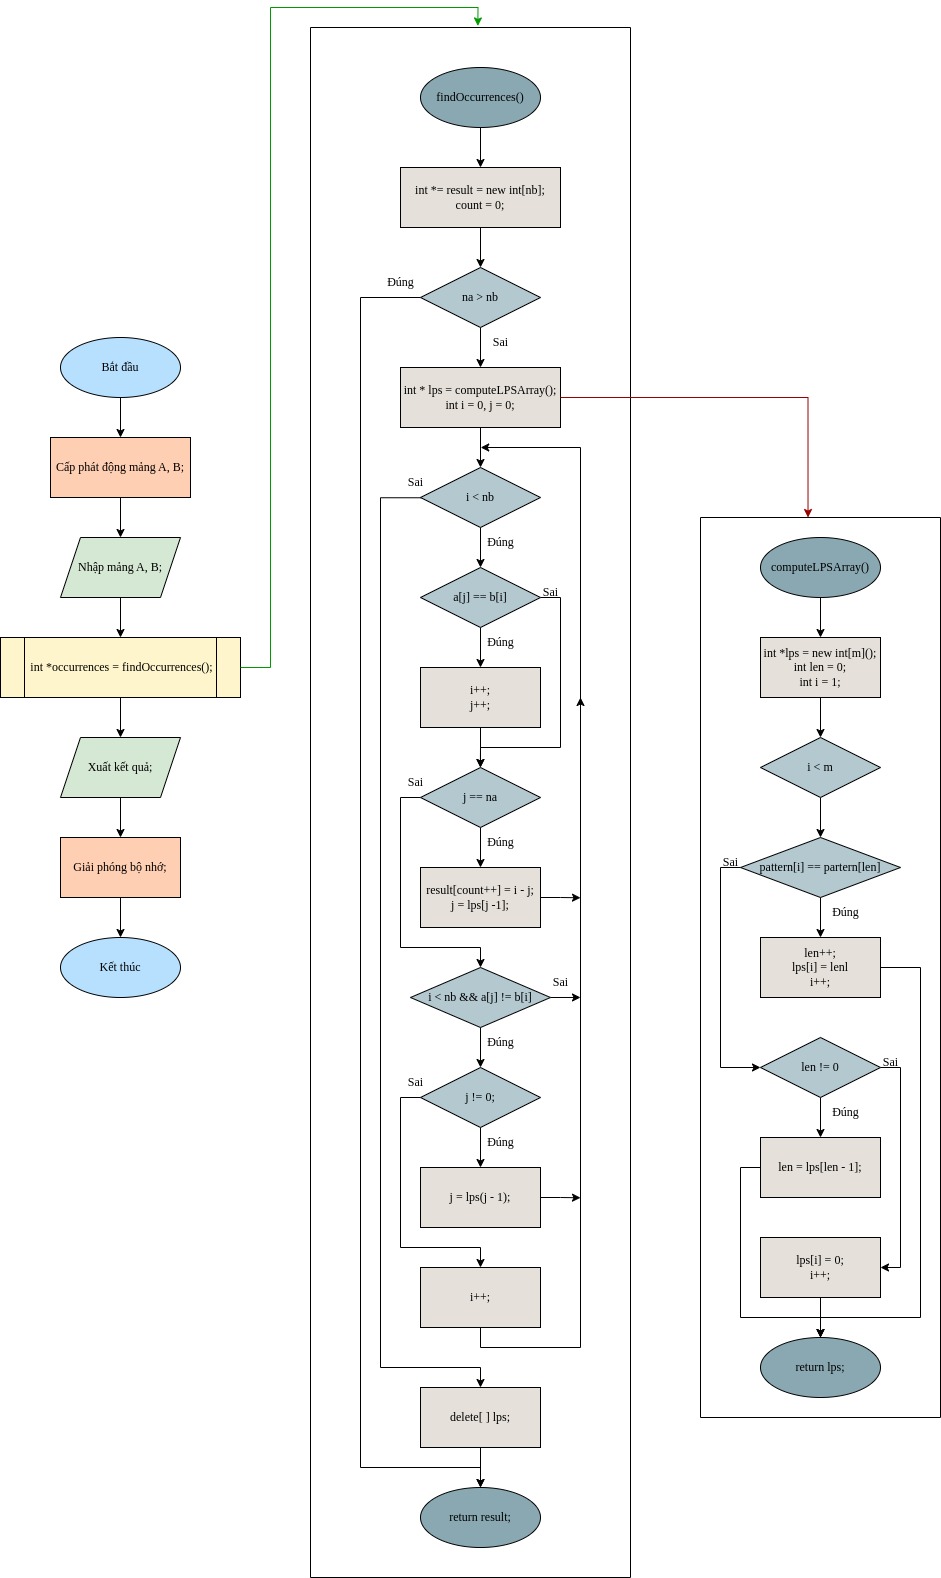 Bắt đầu
Cấp phát động mảng A, B;
Nhập mảng A, B;
int *occurrences = findOccurrences();
Xuất kết quả;
Giải phóng bộ nhớ;
Kết thúc
findOccurrences()
int *= result = new int[nb];
count = 0;
Đúng
na > nb
Sai
int * lps = computeLPSArray();
int i = 0, j = 0;
Sai
i < nb
Đúng
a[j] == b[i]
Sai
Đúng
i++;
j++;
Sai
j == na
Đúng
result[count++] = i - j;
j = lps[j -1];
i < nb && a[j] != b[i]
Sai
Đúng
Sai
j != 0;
Đúng
j = lps(j - 1);
i++;
delete[ ] lps;
return result;
computeLPSArray()
int *lps = new int[m]();
int len = 0;
int i = 1;
i < m
Sai
pattern[i] == partern[len]
Đúng
len++;
lps[i] = lenl
i++;
len != 0
Sai
Đúng
len = lps[len - 1];
lps[i] = 0;
i++;
return lps;